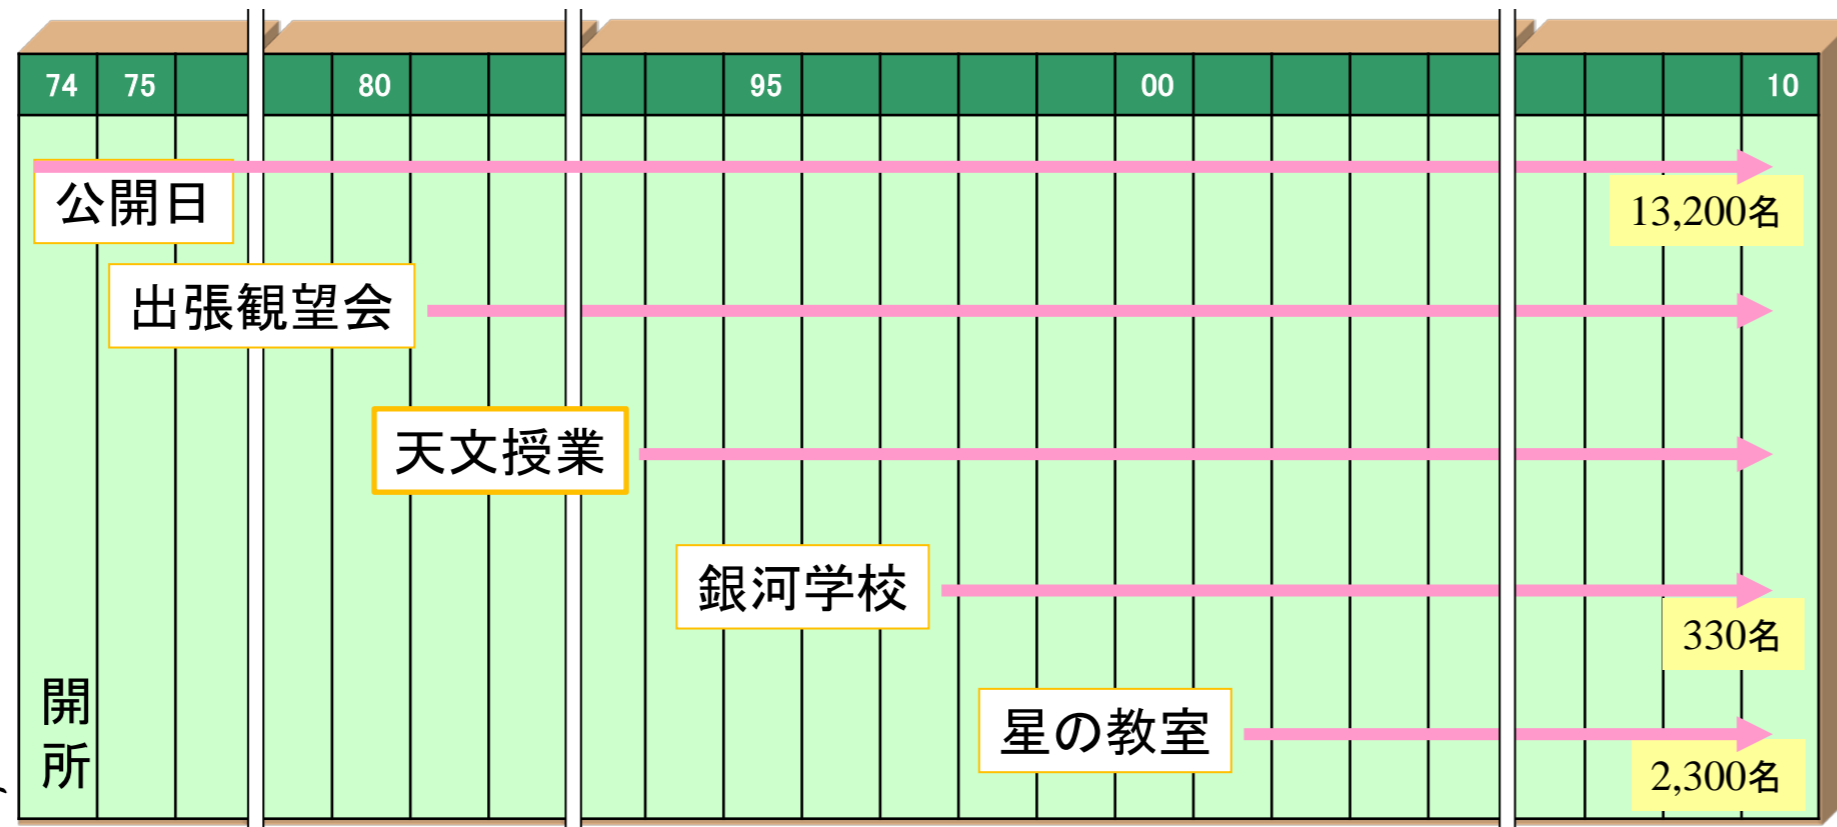 74 75 80 95 00 10
公開日
13,200名
出張観望会
天文授業
銀河学校
330名
星の教室
2,300名
開所